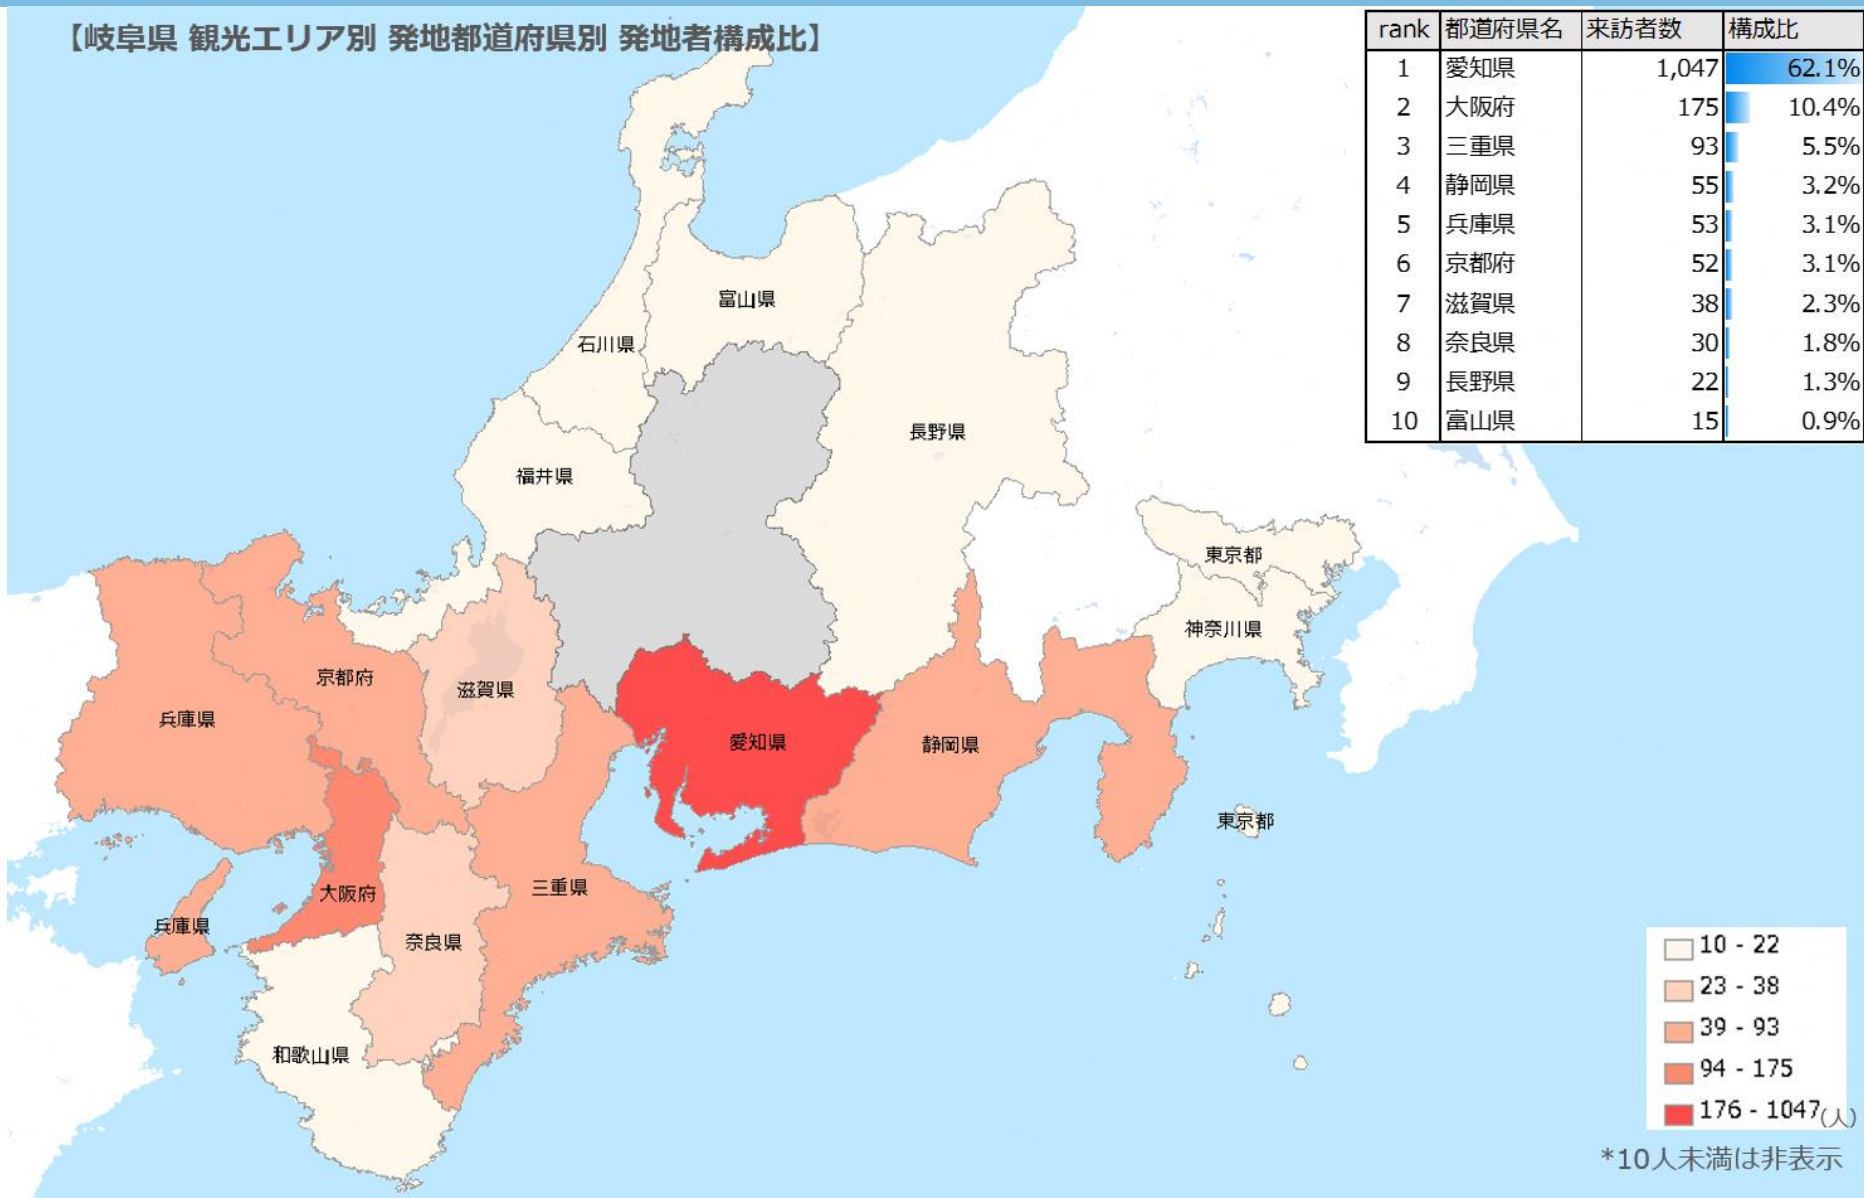 【岐阜県 観光エリア別 発地都道府県別 発地者構成比】
rank 都道府県名 来訪者数 構成比
1 愛知県 1,047 62.1%
2 大阪府 175 10.4%
3 三重県 93 5.5%
4 静岡県 55 3.2%
5 兵庫県 53 3.1%
6 京都府 52 3.1%
7 滋賀県 38 2.3%
8 奈良県 30 1.8%
9 長野県 22 1.3%
10 富山県 15 0.9%
富山県
石川県
長野県
福井県
東京都
神奈川県
京都府
滋賀県
兵庫県
愛知県
静岡県
東京都
三重県
大阪府
兵庫県
奈良県
和歌山県
10 - 22
23 - 38
39 - 93
94 - 175
176 - 1047(人)
*10人未満は非表示